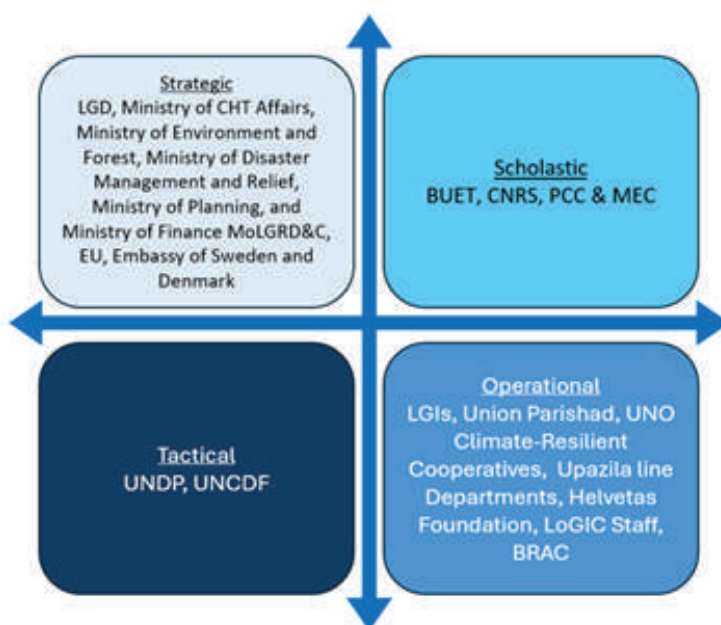 Strategic
LGD, Ministry of CHT Affairs,
Ministry of Environment and
Forest, Ministry of Disaster
Management and Relief,
Ministry of Planning, and
Ministry of Finance MoLGRD&C,
EU, Embassy of Sweden and
Denmark
Scholastic
BUET, CNRS, PCC & MEC
Tactical
UNDP, UNCDF
Operational
LGIs, Union Parishad, UNO
Climate-Resilient
Cooperatives, Upazila line
Departments, Helvetas
Foundation, LoGIC Staff,
BRAC